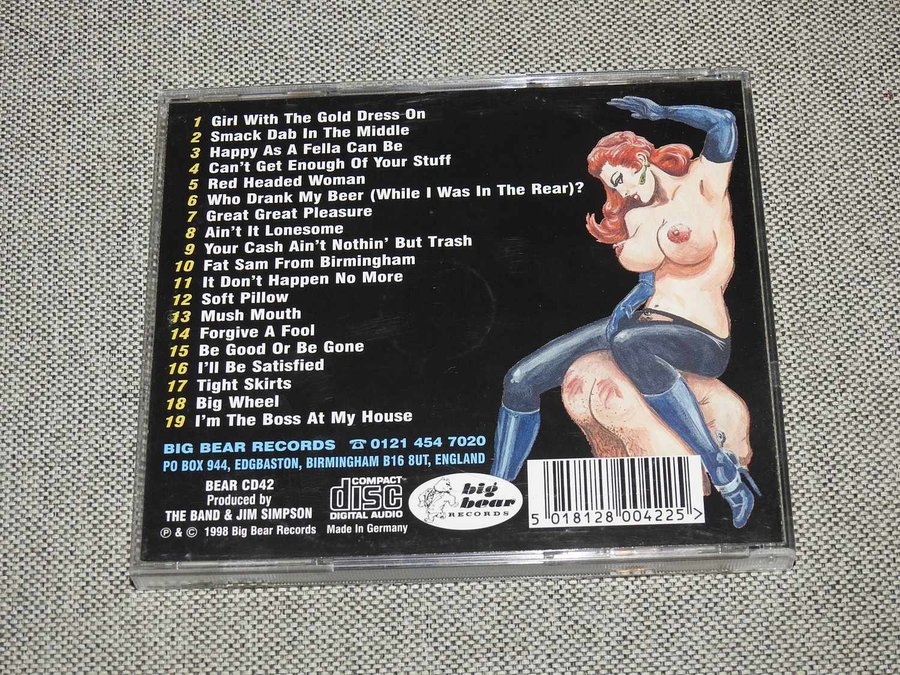 1 Girl With The Gold Dress On
2 Smack Dab In The Middle
3 Happy As A Fella Can Be
4 Can't Get Enough Of Your Stuff
5 Red Headed Woman
6 Who Drank My Beer (While I Was In The Rear)?
7 Great Great Pleasure
8 Ain't It Lonesome
9 Your Cash Ain't Nothin' But Trash
10 Fat Sam From Birmingham
11 It Don't Happen No More
12 Soft Pillow
13 Mush Mouth
14 Forgive A Fool
15 Be Good Or Be Gone
16 I'll Be Satisfied
17 Tight Skirts
18 Big Wheel
19 I'm The Boss At My House
BIG BEAR RECORDS ☎ 0121 454 7020
PO BOX 944, EDGBASTON, BIRMINGHAM B16 8UT, ENGLAND
BEAR CD42
Produced by
THE BAND & JIM SIMPSON
℗ & © 1998 Big Bear Records
COMPACT
disc
DIGITAL AUDIO
Made in Germany
big
bear
RECORDS
5 018128 004225 >